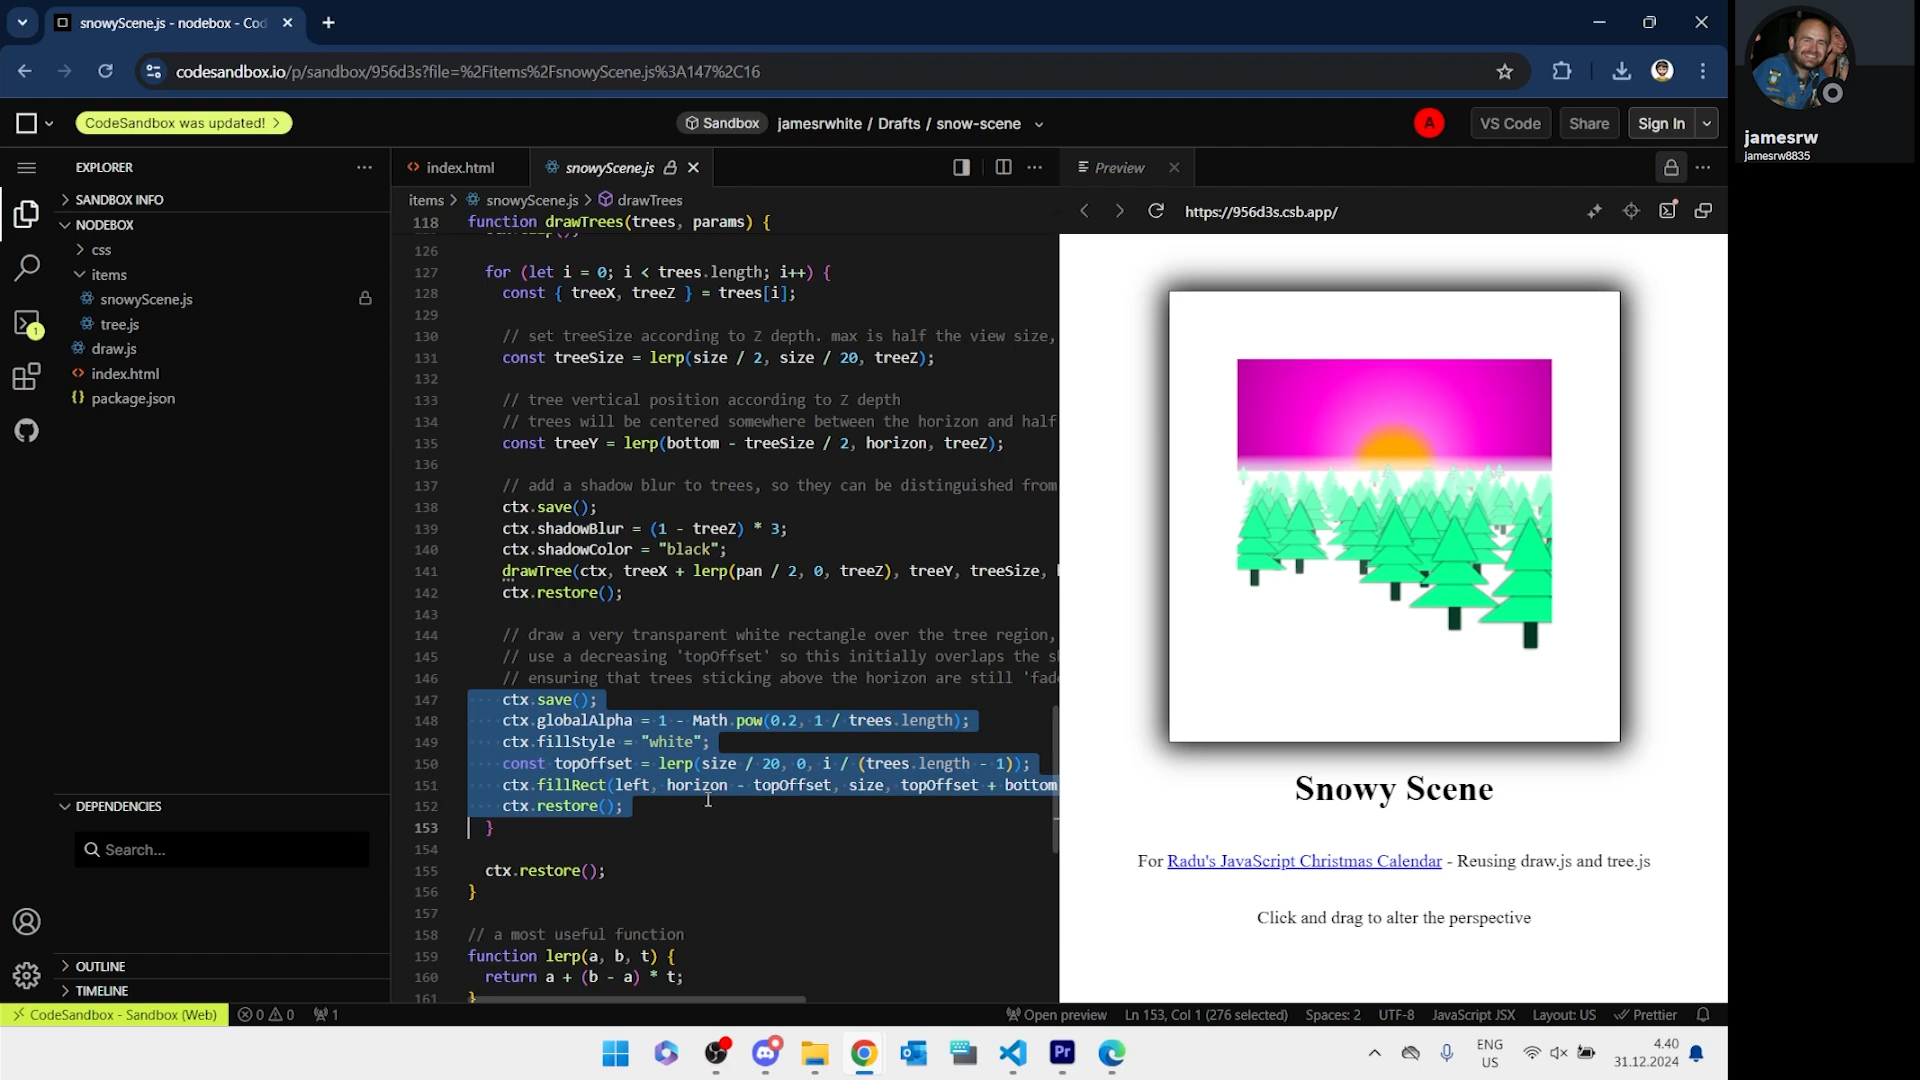 snowyScene.js - nodebox - Cod
codesandbox.io/p/sandbox/956d3s?file=%2Fitems%2FsnowyScene.js%3A147%2C16
CodeSandbox was updated! >
Sandbox jamesrwhite / Drafts / snow-scene
A VS Code Share Sign In
jamesrw
jamesrw8835
EXPLORER
SANDBOX INFO
NODEBOX
css
items
snowyScene.js
tree.js
draw.js
index.html
package.json
DEPENDENCIES
Search...
OUTLINE
TIMELINE
1
index.html snowyScene.js
items > snowyScene.js > drawTrees
118 function drawTrees(trees, params) {
126
127 for (let i = 0; i < trees.length; i++) {
128 const { treeX, treeZ } = trees[i];
129
130 // set treeSize according to Z depth. max is half the view size,
131 const treeSize = lerp(size / 2, size / 20, treeZ);
132
133 // tree vertical position according to Z depth
134 // trees will be centered somewhere between the horizon and half
135 const treeY = lerp(bottom - treeSize / 2, horizon, treeZ);
136
137 // add a shadow blur to trees, so they can be distinguished from
138 ctx.save();
139 ctx.shadowBlur = (1 - treeZ) * 3;
140 ctx.shadowColor = "black";
141 drawTree(ctx, treeX + lerp(pan / 2, 0, treeZ), treeY, treeSize,
142 ctx.restore();
143
144 // draw a very transparent white rectangle over the tree region,
145 // use a decreasing 'topOffset' so this initially overlaps the
146 // ensuring that trees sticking above the horizon are still 'fad
147 ctx.save();
148 ctx.globalAlpha = 1 - Math.pow(0.2, 1 / trees.length);
149 ctx.fillStyle = "white";
150 const topOffset = lerp(size / 20, 0, i / (trees.length - 1));
151 ctx.fillRect(left, horizon - topOffset, size, topOffset + bottom
152 ctx.restore();
153 }
154
155 ctx.restore();
156 }
157
158 // a most useful function
159 function lerp(a, b, t) {
160 return a + (b - a) * t;
161 }
Preview
https://956d3s.csb.app/
Snowy Scene
For Radu's JavaScript Christmas Calendar - Reusing draw.js and tree.js
Click and drag to alter the perspective
CodeSandbox - Sandbox (Web) 0 0 1
Open preview Ln 153, Col 1 (276 selected) Spaces: 2 UTF-8 JavaScript JSX Layout: US Prettier
Pr
ENG
US
4.40
31.12.2024